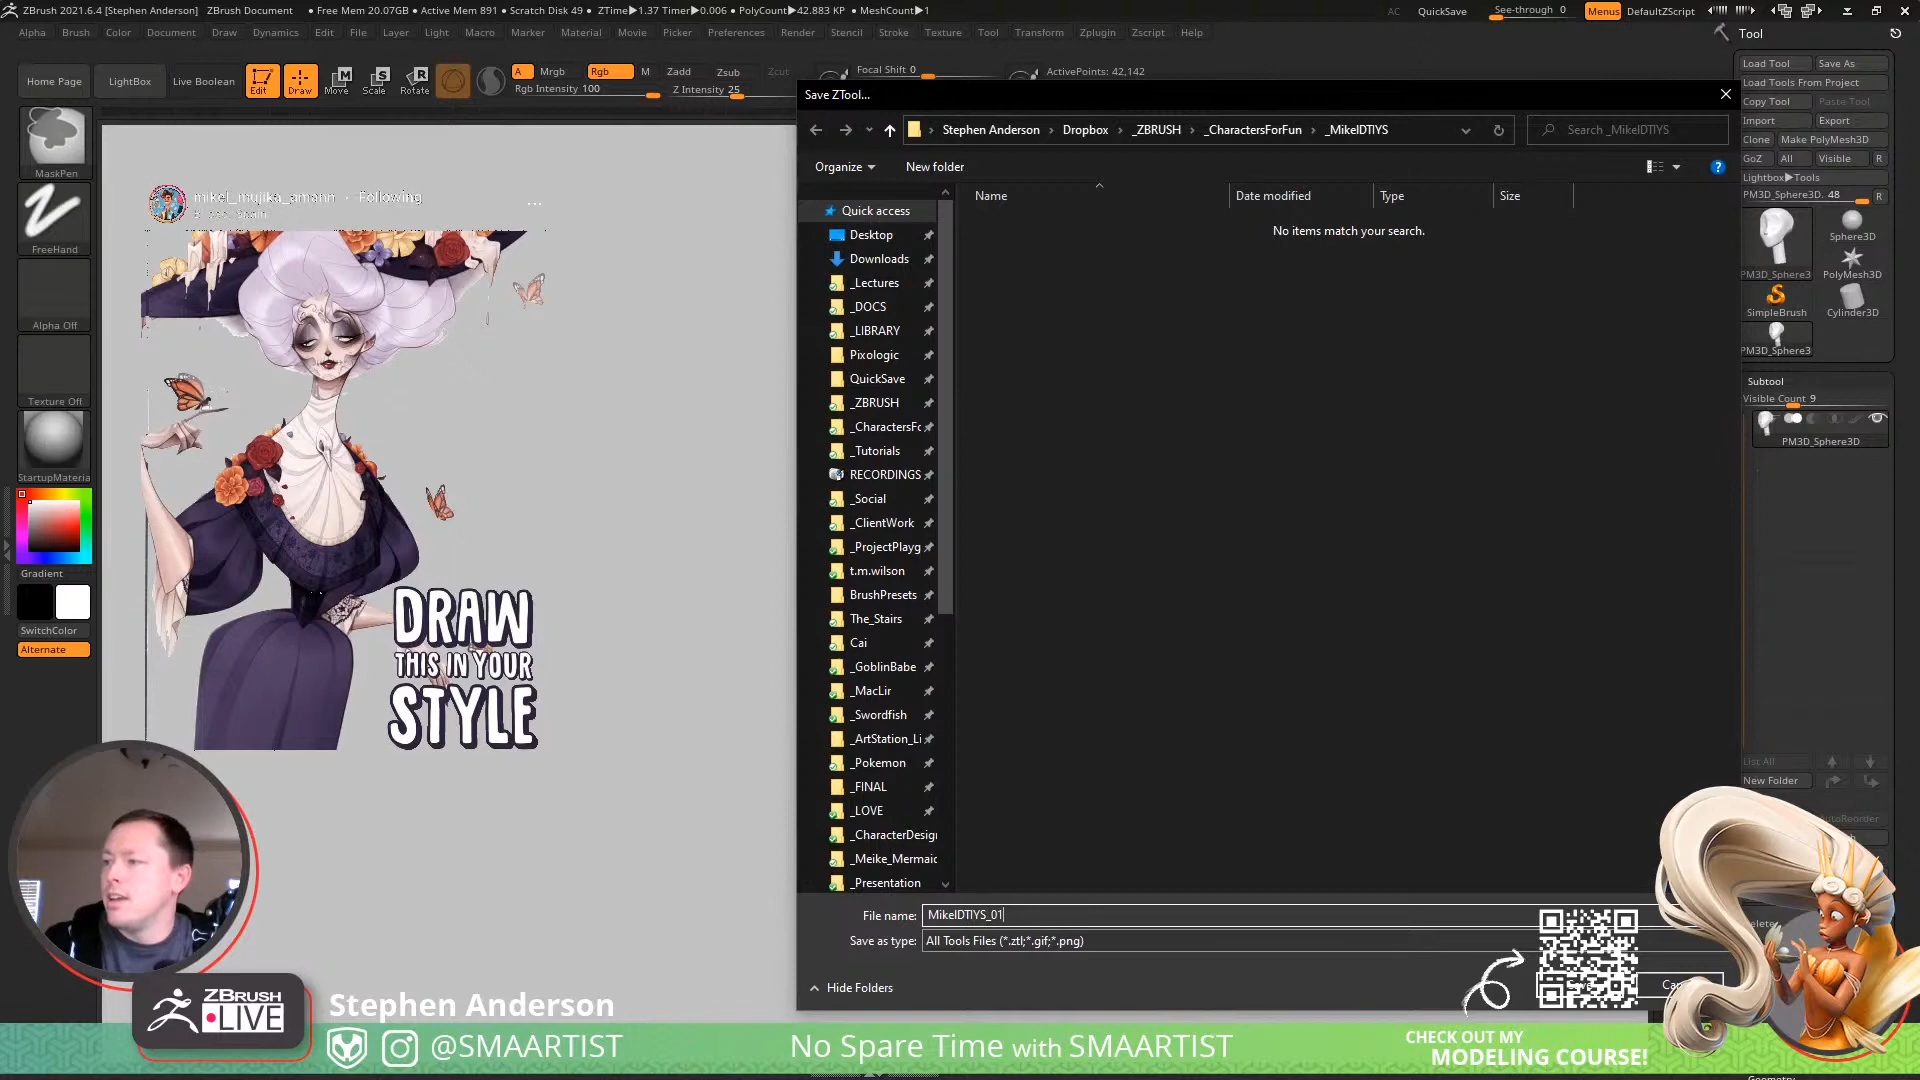 ZBrush 2021.6.4 [Stephen Anderson] ZBrush Document • Free Mem 20.07GB • Active Mem 891 • Scratch Disk 49 • ZTime▶1.37 Timer▶0.006 • PolyCount▶42.883 KP • MeshCount▶1
AC QuickSave See-through 0 Menus DefaultZScript
Alpha Brush Color Document Draw Dynamics Edit File Layer Light Macro Marker Material Movie Picker Preferences Render Stencil Stroke Texture Tool Transform Zplugin Zscript Help
Tool
Home Page LightBox Live Boolean Edit Draw Move Scale Rotate
A Mrgb Rgb M Zadd Zsub Zcut
Rgb Intensity 100 Z Intensity 25
Focal Shift 0 ActivePoints: 42,142
MaskPen
FreeHand
Alpha Off
Texture Off
StartupMateria
Gradient
SwitchColor
Alternate
mikel_mujika_amann · Following
...
DRAW
THIS IN YOUR
STYLE
Save ZTool...
Stephen Anderson Dropbox _ZBRUSH _CharactersForFun _MikelDTIYS
Search _MikelDTIYS
Organize New folder
Name Date modified Type Size
No items match your search.
Quick access
Desktop
Downloads
_Lectures
_DOCS
_LIBRARY
Pixologic
QuickSave
_ZBRUSH
_CharactersFo
_Tutorials
RECORDINGS
_Social
_ClientWork
_ProjectPlayg
t.m.wilson
BrushPresets
The_Stairs
Cai
_GoblinBabe
_MacLir
_Swordfish
_ArtStation_Li
_Pokemon
_FINAL
_LOVE
_CharacterDesign
_Meike_Mermaid
_Presentation
File name: MikelDTIYS_01
Save as type: All Tools Files (*.ztl;*.gif;*.png)
Hide Folders
Load Tool Save As
Load Tools From Project
Copy Tool Paste Tool
Import Export
Clone Make PolyMesh3D
GoZ All Visible R
Lightbox▶Tools
PM3D_Sphere3D. 48 R
PM3D_Sphere3 Sphere3D
PolyMesh3D
SimpleBrush Cylinder3D
PM3D_Sphere3
Subtool
Visible Count 9
PM3D_Sphere3D
List All
New Folder
AutoReorder
Geometry
ZBRUSH
LIVE
Stephen Anderson
@SMAARTIST
No Spare Time with SMAARTIST
CHECK OUT MY
MODELING COURSE!